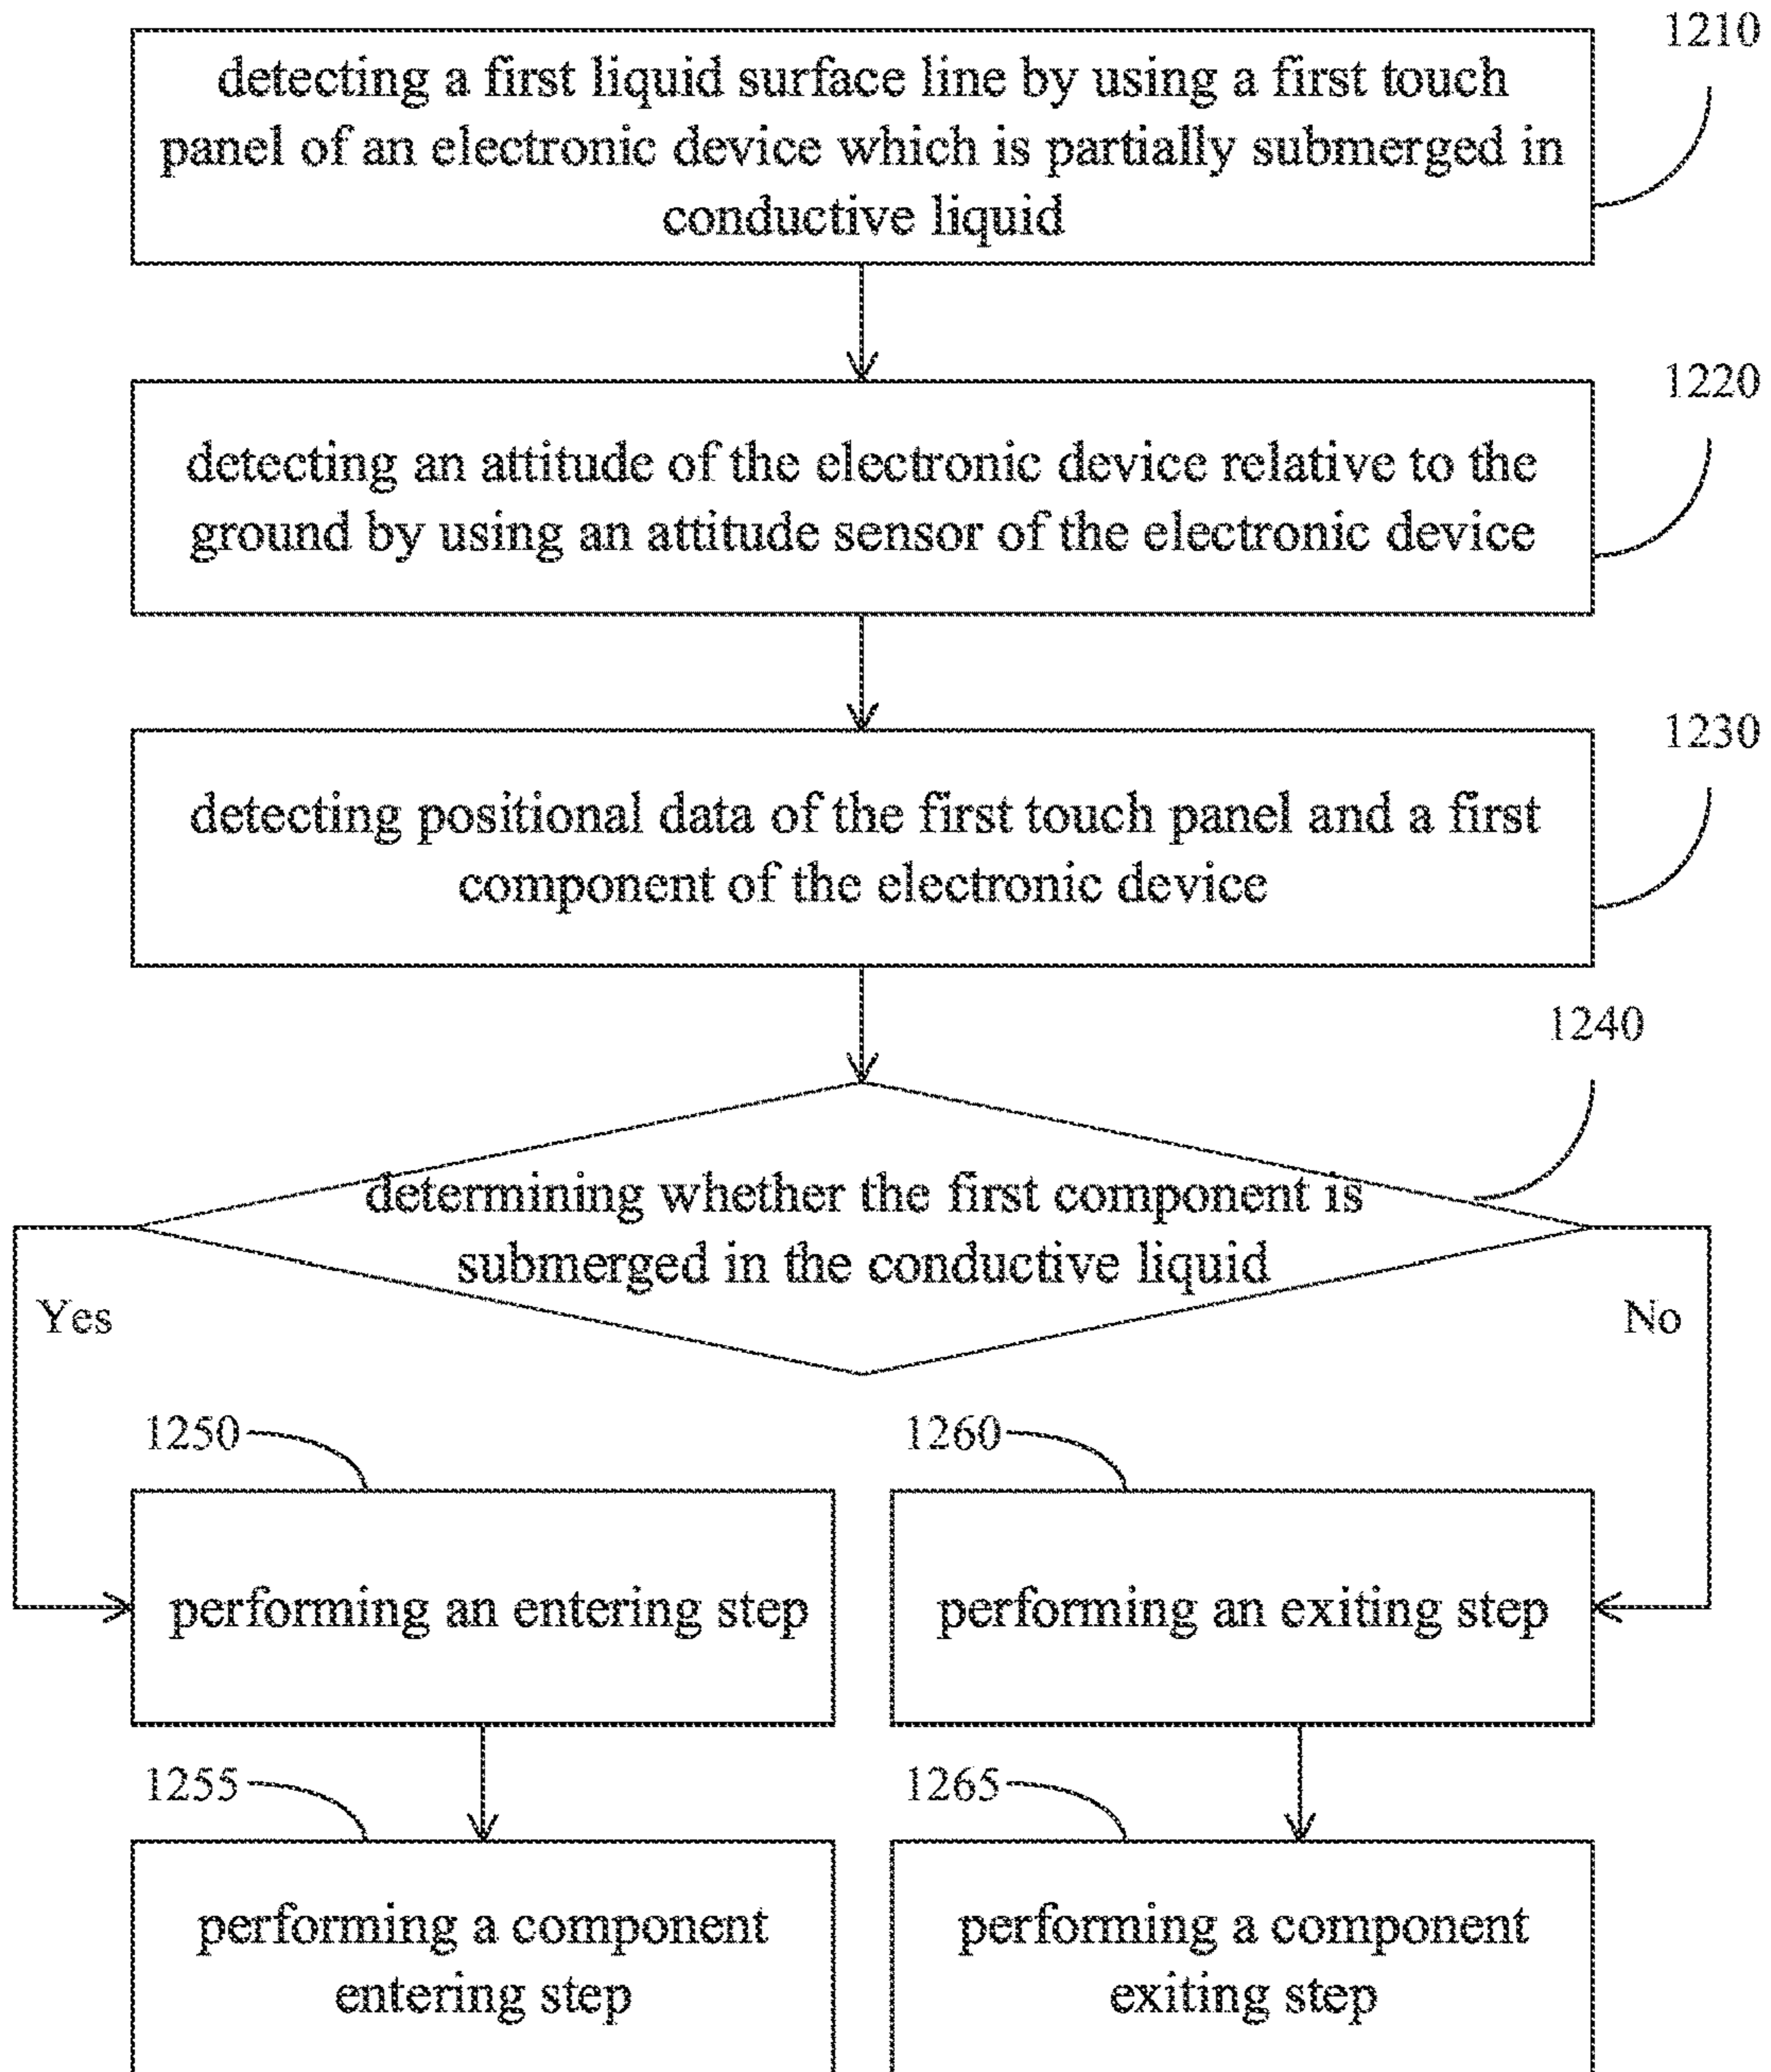 1210
detecting a first liquid surface line by using a first touch
panel of an electronic device which is partially submerged in
conductive liquid
1220
detecting an attitude of the electronic device relative to the
ground by using an attitude sensor of the electronic device
1230
detecting positional data of the first touch panel and a first
component of the electronic device
1240
determining whether the first component is
submerged in the conductive liquid
Yes
No
1250
1260
performing an entering step
performing an exiting step
1255
1265
performing a component
entering step
performing a component
exiting step